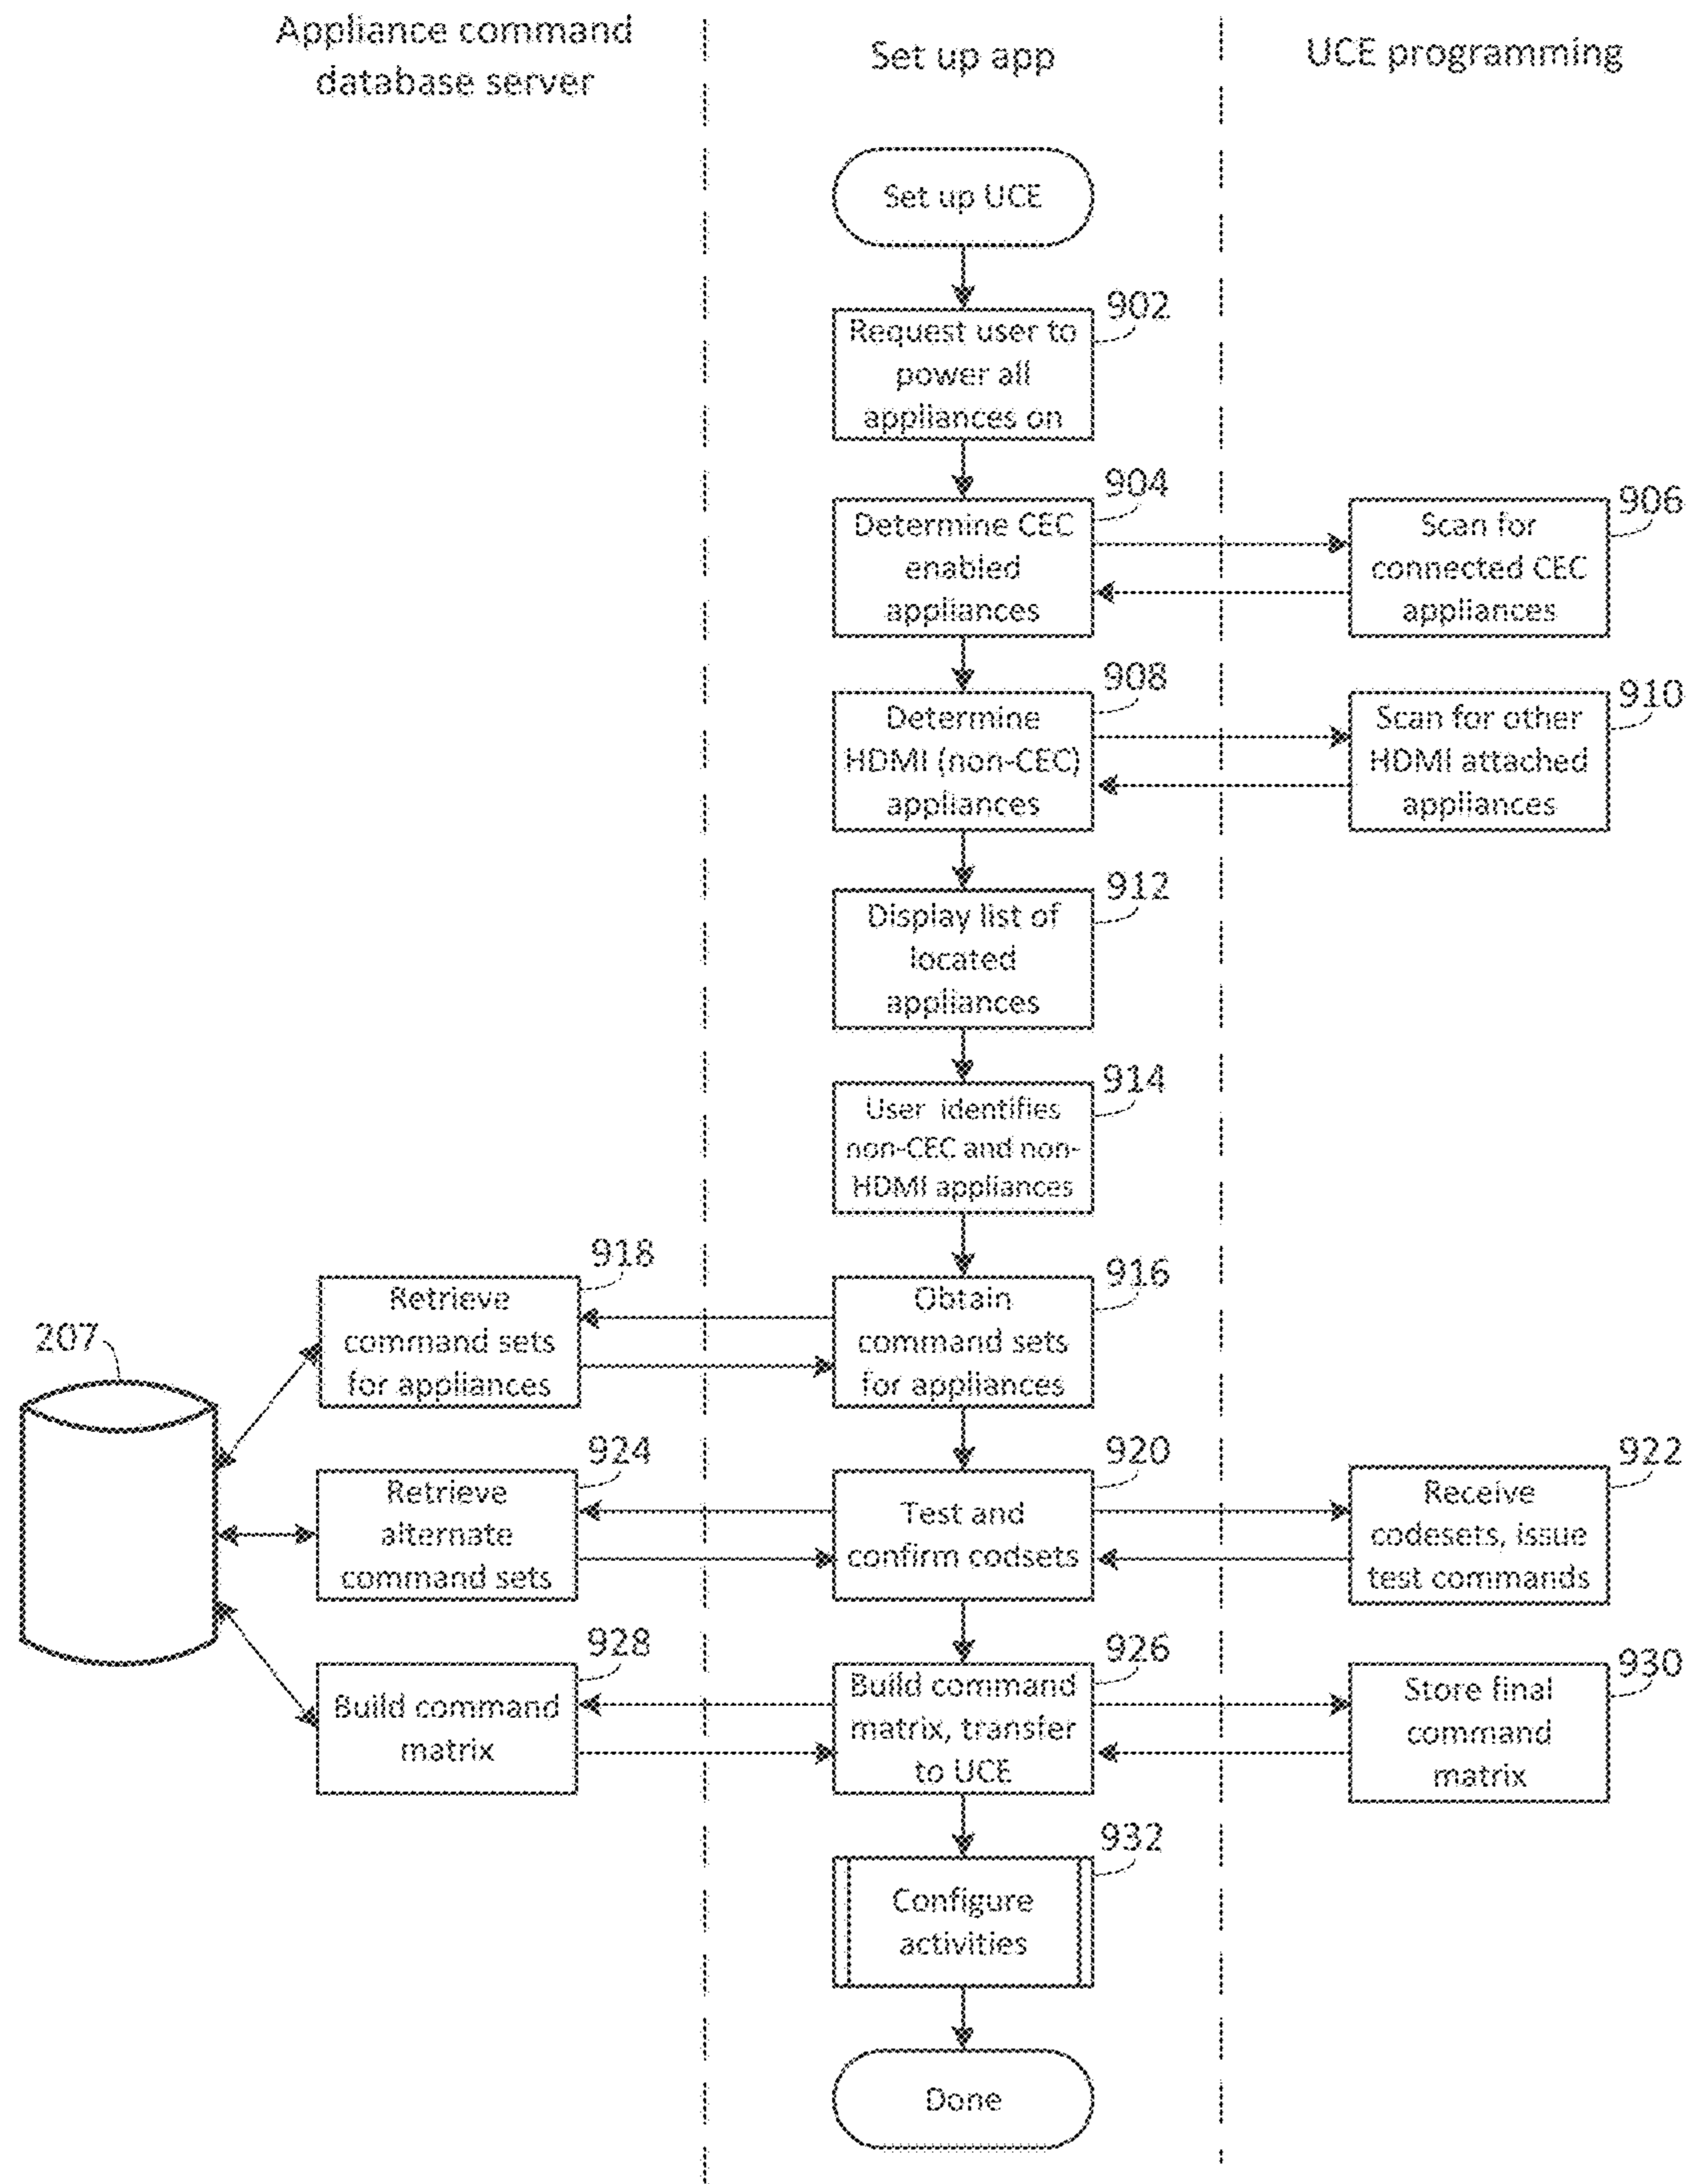 Appliance command
database server
Set up app
UCE programming
Set up UCE
902
Request user to
power all
appliances on
904
Determine CEC
enabled
appliances
906
Scan for
connected CEC
appliances
908
Determine
HDMI (non-CEC)
appliances
910
Scan for other
HDMI attached
appliances
912
Display list of
located
appliances
914
User identifies
non-CEC and non-
HDMI appliances
918
Retrieve
command sets
for appliances
916
Obtain
command sets
for appliances
207
924
Retrieve
alternate
command sets
920
Test and
confirm codsets
922
Receive
codesets, issue
test commands
928
Build command
matrix
926
Build command
matrix, transfer
to UCE
930
Store final
command
matrix
932
Configure
activities
Done